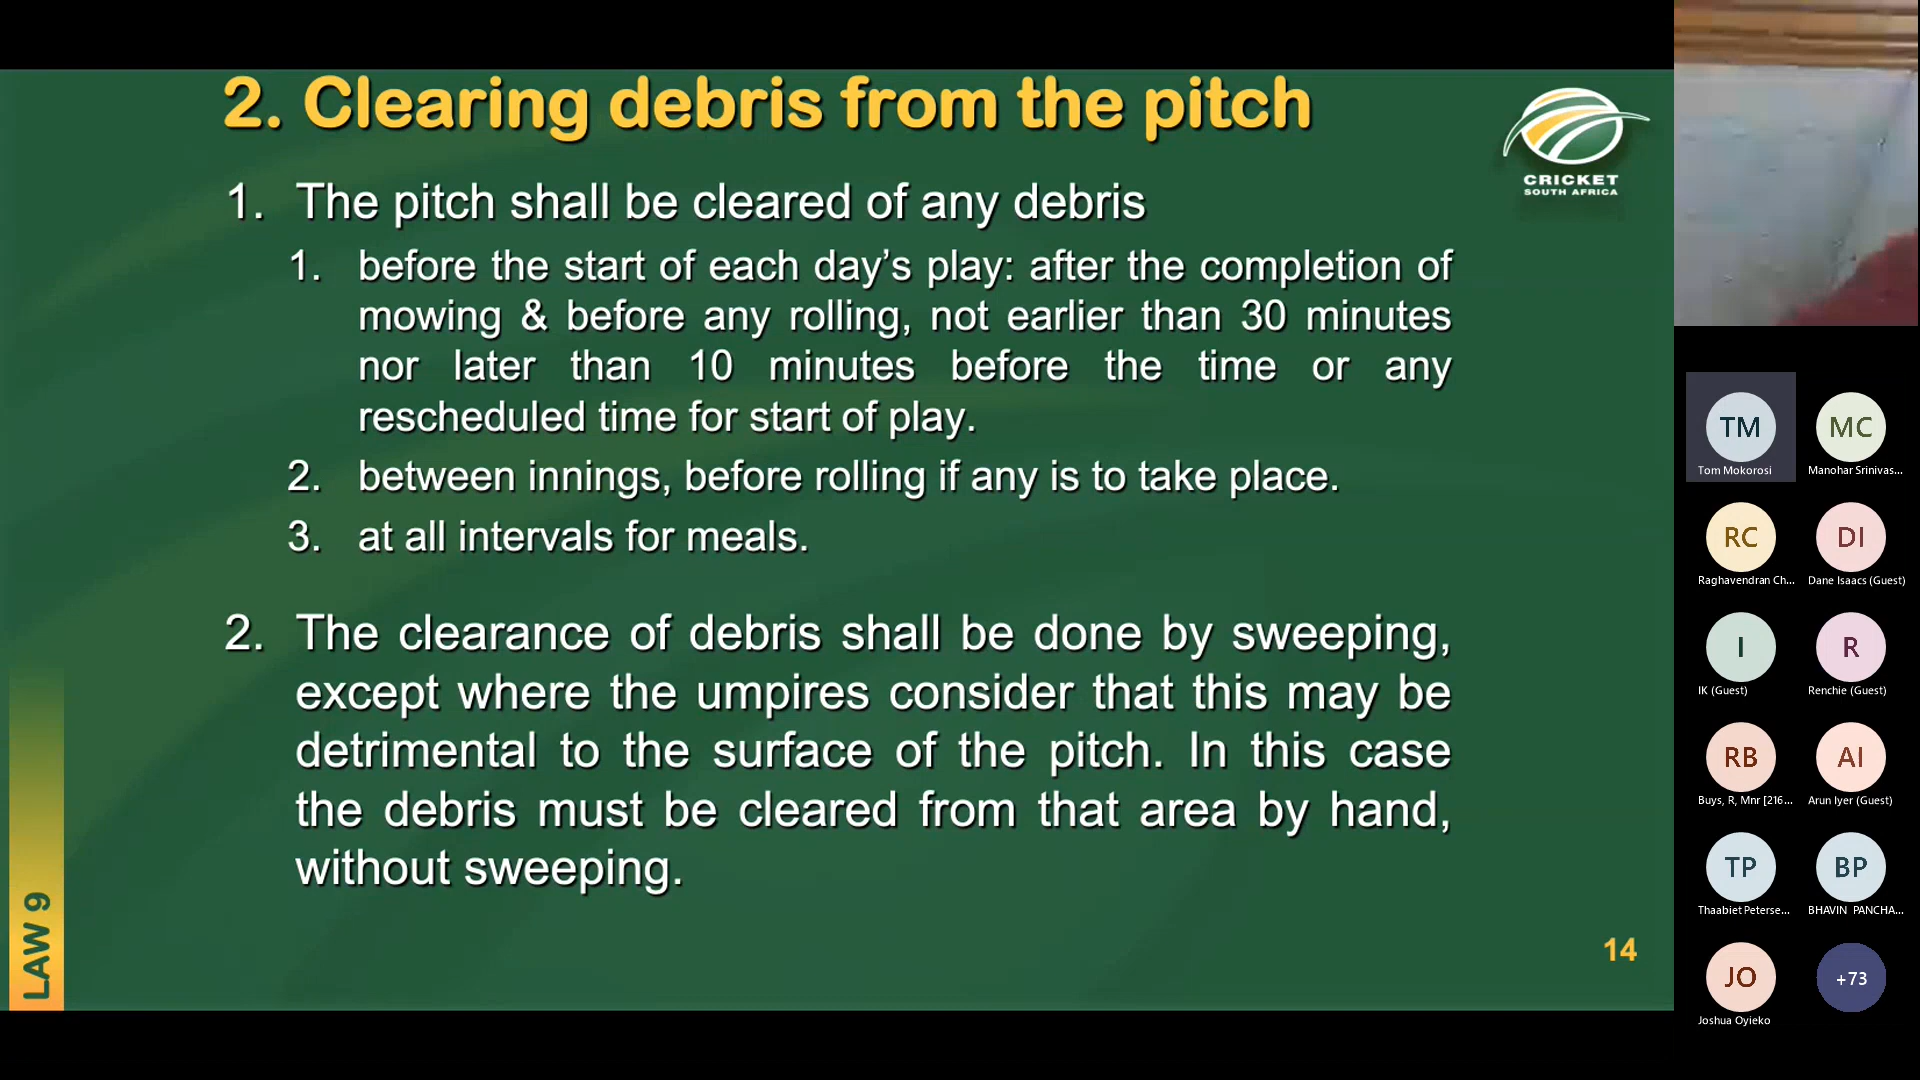 2. Clearing debris from the pitch
CRICKET
SOUTH AFRICA
1. The pitch shall be cleared of any debris
1. before the start of each day’s play: after the completion of
mowing & before any rolling, not earlier than 30 minutes
nor later than 10 minutes before the time or any
rescheduled time for start of play.
2. between innings, before rolling if any is to take place.
3. at all intervals for meals.
2. The clearance of debris shall be done by sweeping,
except where the umpires consider that this may be
detrimental to the surface of the pitch. In this case
the debris must be cleared from that area by hand,
without sweeping.
LAW 9
14
TM
Tom Mokorosi
MC
Manohar Srinivas...
RC
Raghavendran Ch...
DI
Dane Isaacs (Guest)
I
IK (Guest)
R
Renchie (Guest)
RB
Buys, R, Mnr [216...
AI
Arun Iyer (Guest)
TP
Thaabiet Peterse...
BP
BHAVIN PANCHA...
JO
Joshua Oyieko
+73